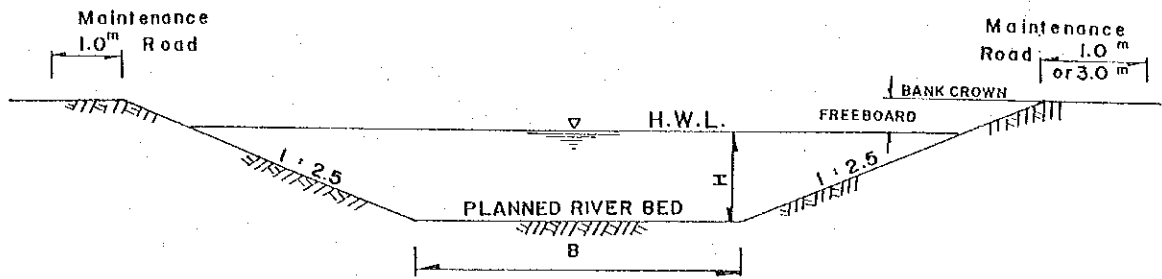 Maintenance
1.0 m Road
Maintenance
Road 1.0 m
or 3.0 m
BANK CROWN
H.W.L.
FREEBOARD
1 : 2.5
H
1 : 2.5
PLANNED RIVER BED
B